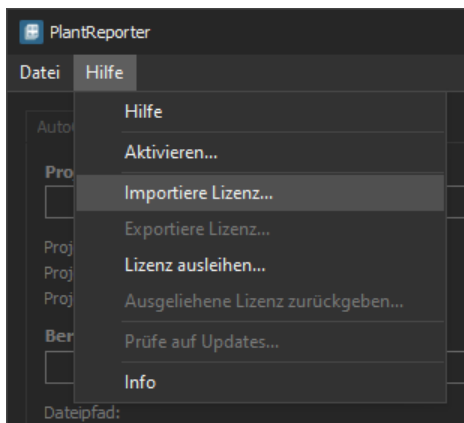 PlantReporter
Datei Hilfe
Hilfe
Aktivieren...
Importiere Lizenz...
Exportiere Lizenz...
Lizenz ausleihen...
Ausgeliehene Lizenz zurückgeben...
Prüfe auf Updates...
Info
Dateipfad: